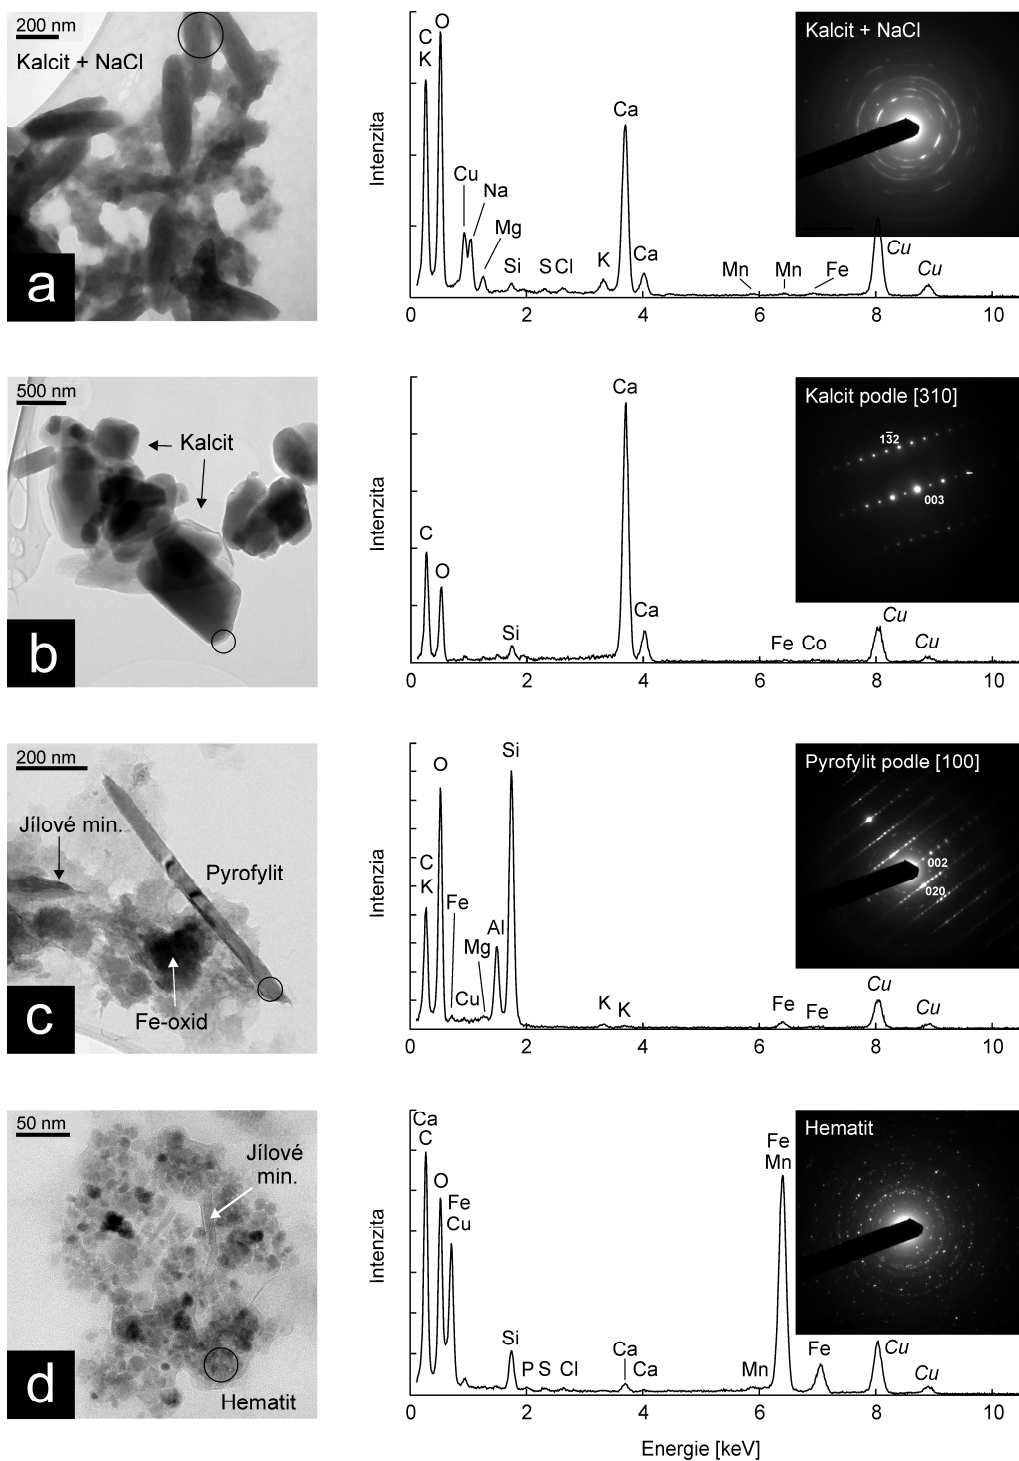 200 nm
Kalcit + NaCl
a
Intenzita
C
K
O
Cu
Na
Mg
Si
S
Cl
K
Ca
Ca
Mn
Mn
Fe
Cu
Cu
Kalcit + NaCl
0 2 4 6 8 10
500 nm
Kalcit
b
Intenzita
C
O
Si
Ca
Ca
Fe
Co
Cu
Cu
Kalcit podle [310]
13̅2
003
0 2 4 6 8 10
200 nm
Jílové min.
Pyrofylit
Fe-oxid
c
Intenzia
C
K
O
Fe
Cu
Mg
Al
Si
K
K
Fe
Fe
Cu
Cu
Pyrofylit podle [100]
002
020
0 2 4 6 8 10
50 nm
Jílové
min.
Hematit
d
Intenzita
Ca
C
O
Fe
Cu
Si
P
S
Cl
Ca
Ca
Mn
Fe
Mn
Fe
Cu
Cu
Hematit
0 2 4 6 8 10
Energie [keV]